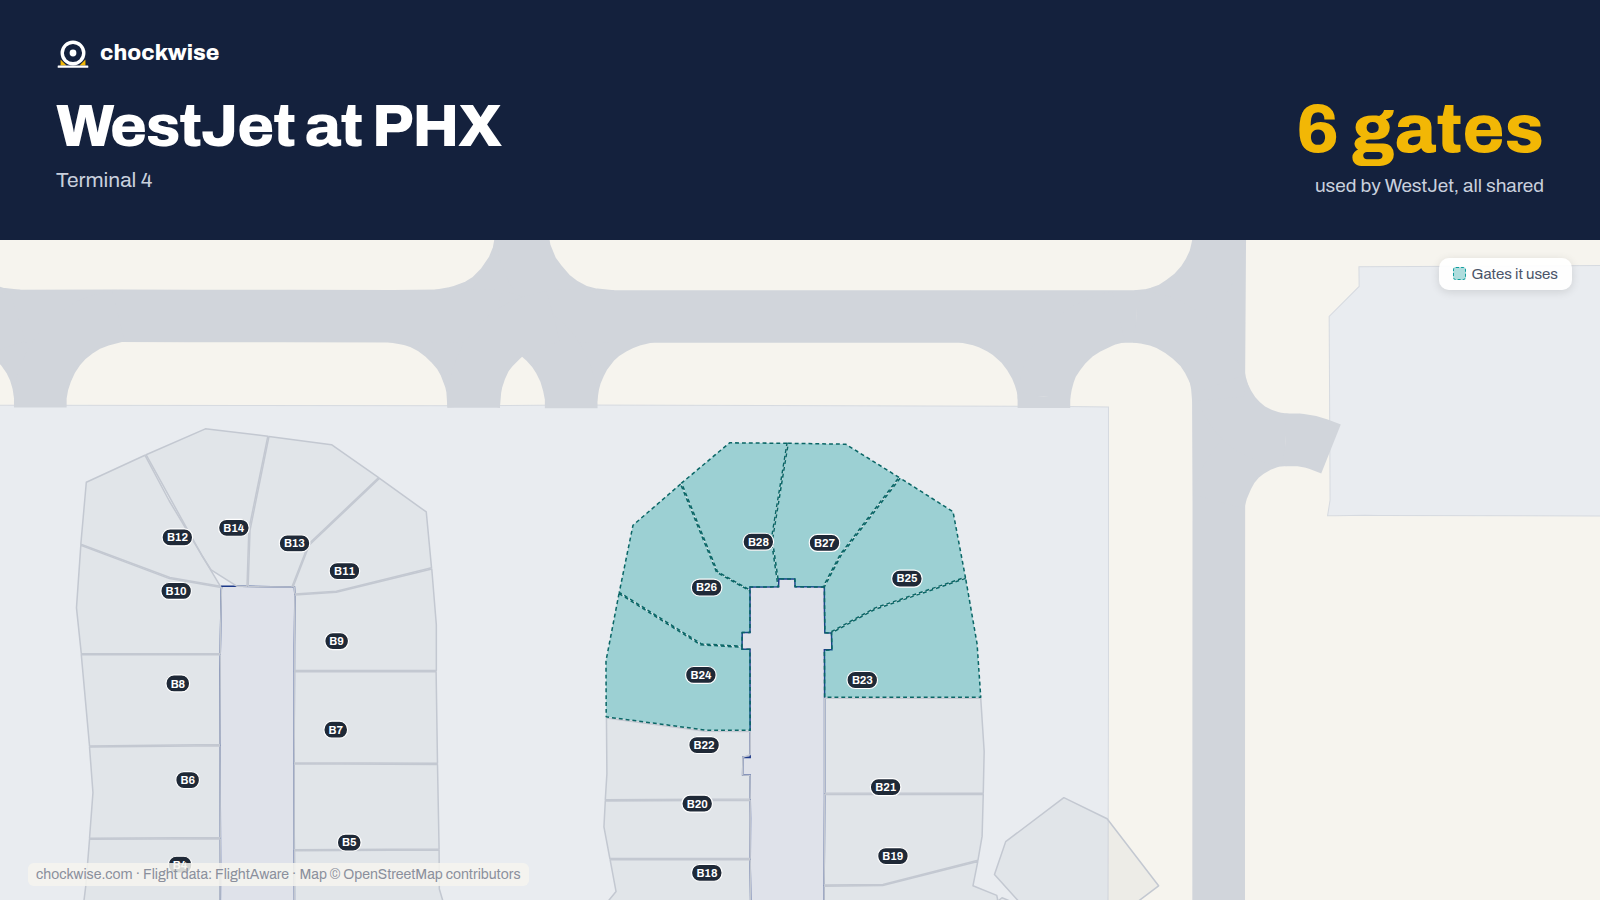 chockwise
WestJet at PHX
Terminal 4
6 gates
used by WestJet, all shared
Gates it uses
B12
B14
B13
B11
B10
B9
B8
B7
B6
B5
B4
B28
B27
B26
B25
B24
B23
B22
B21
B20
B19
B18
chockwise.com · Flight data: FlightAware · Map © OpenStreetMap contributors